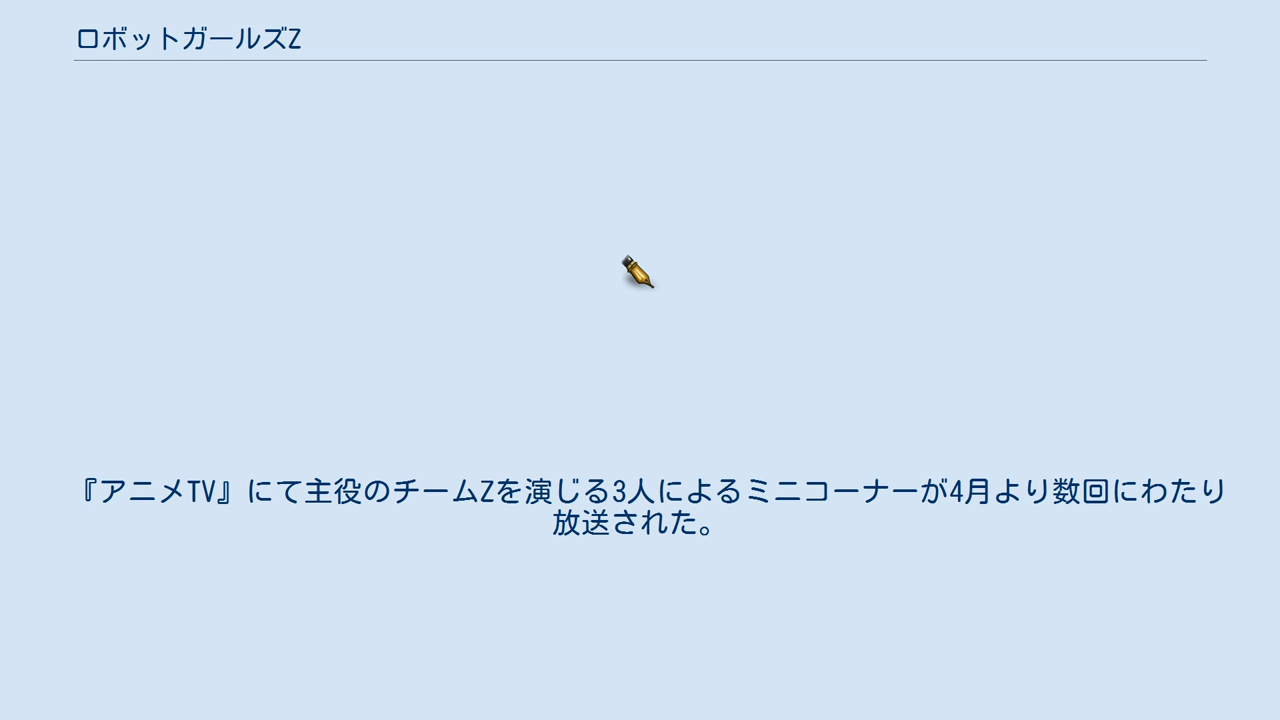 ロボットガールズZ
『アニメTV』にて主役のチームZを演じる3人によるミニコーナーが4月より数回にわたり
放送された。